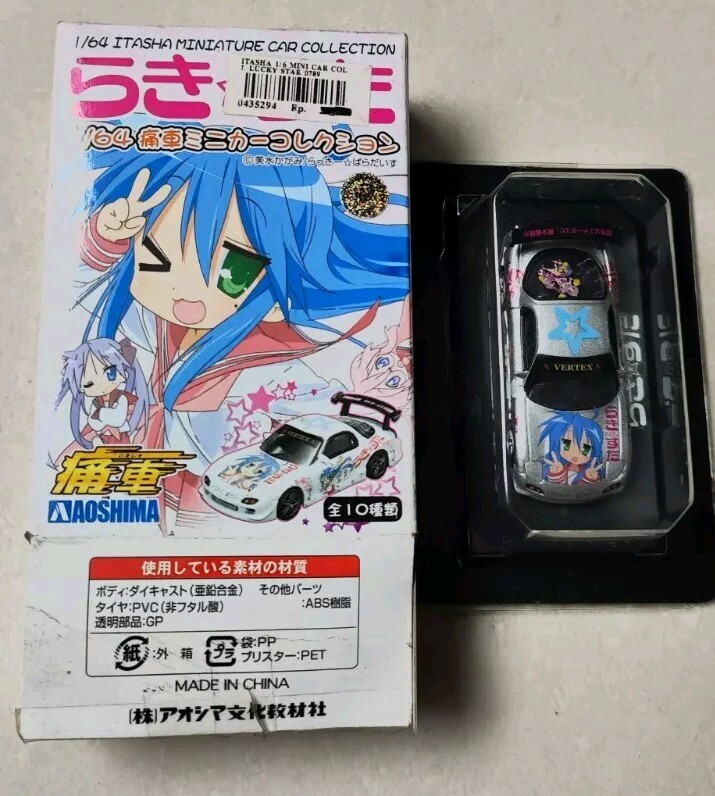 1/64 ITASHA MINIATURE CAR COLLECTION
らき
ITASHA 1/6 MINI CAR COL
LUCKY STAR 0789
0435294 Rp.
1/64 痛車ミニカーコレクション
©美水かがみ/らっきー☆ぱらだいす
痛車
AOSHIMA
全10種類
VERTEX
VERTEX
使用している素材の材質
ボディ:ダイキャスト(亜鉛合金) その他パーツ
タイヤ:PVC(非フタル酸) :ABS樹脂
透明部品:GP
紙:外 箱 プラ 袋:PP
ブリスター:PET
MADE IN CHINA
(株)アオシマ文化教材社